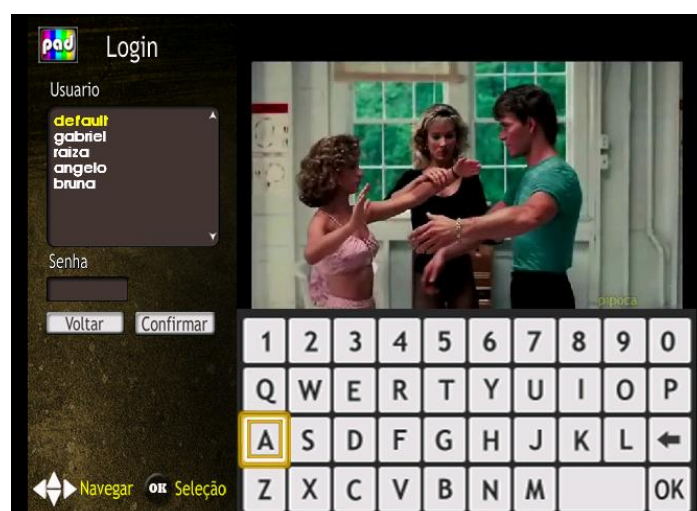 pad Login
Usuario
default
gabriel
raiza
angelo
bruna
Senha
Voltar Confirmar
pipoca
1 2 3 4 5 6 7 8 9 0
Q W E R T Y U I O P
A S D F G H J K L
Z X C V B N M OK
Navegar OK Seleção